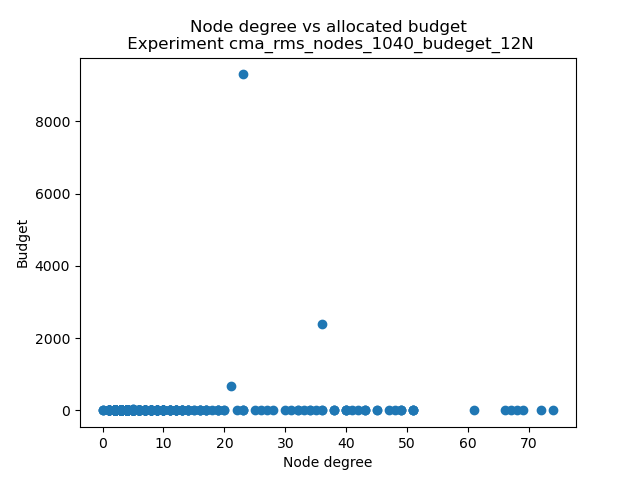 Node degree vs allocated budget
Experiment cma_rms_nodes_1040_budeget_12N
8000
6000
4000
2000
0
Budget
0 10 20 30 40 50 60 70
Node degree